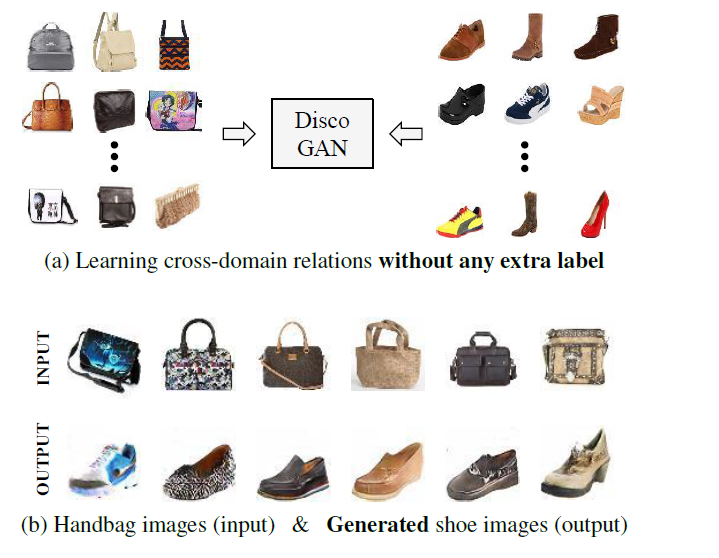 Disco
GAN
(a) Learning cross-domain relations without any extra label
INPUT
OUTPUT
(b) Handbag images (input) & Generated shoe images (output)